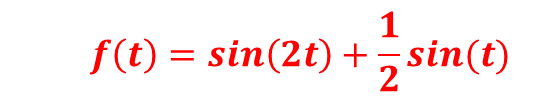 f(t) = sin(2t) + 1/2 sin(t)